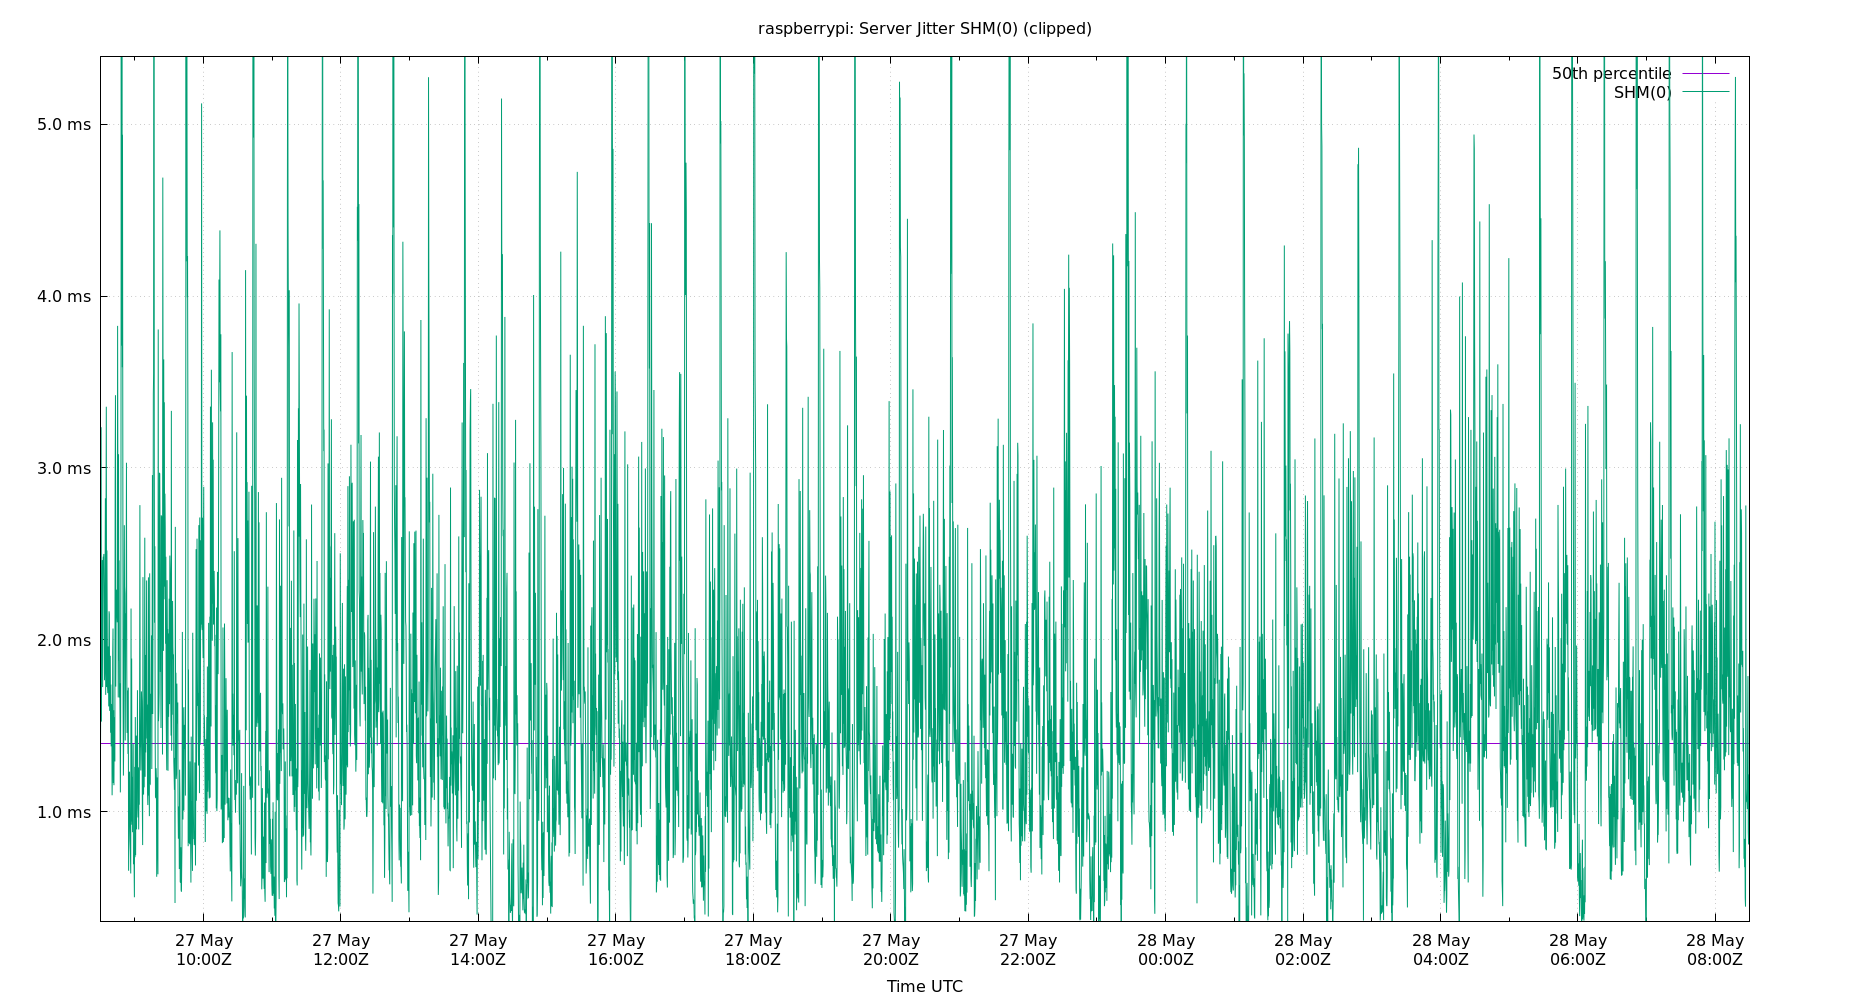 raspberrypi: Server Jitter SHM(0) (clipped)
50th percentile
SHM(0)
5.0 ms
4.0 ms
3.0 ms
2.0 ms
1.0 ms
27 May 27 May 27 May 27 May 27 May 27 May 27 May 28 May 28 May 28 May 28 May 28 May
10:00Z 12:00Z 14:00Z 16:00Z 18:00Z 20:00Z 22:00Z 00:00Z 02:00Z 04:00Z 06:00Z 08:00Z
Time UTC